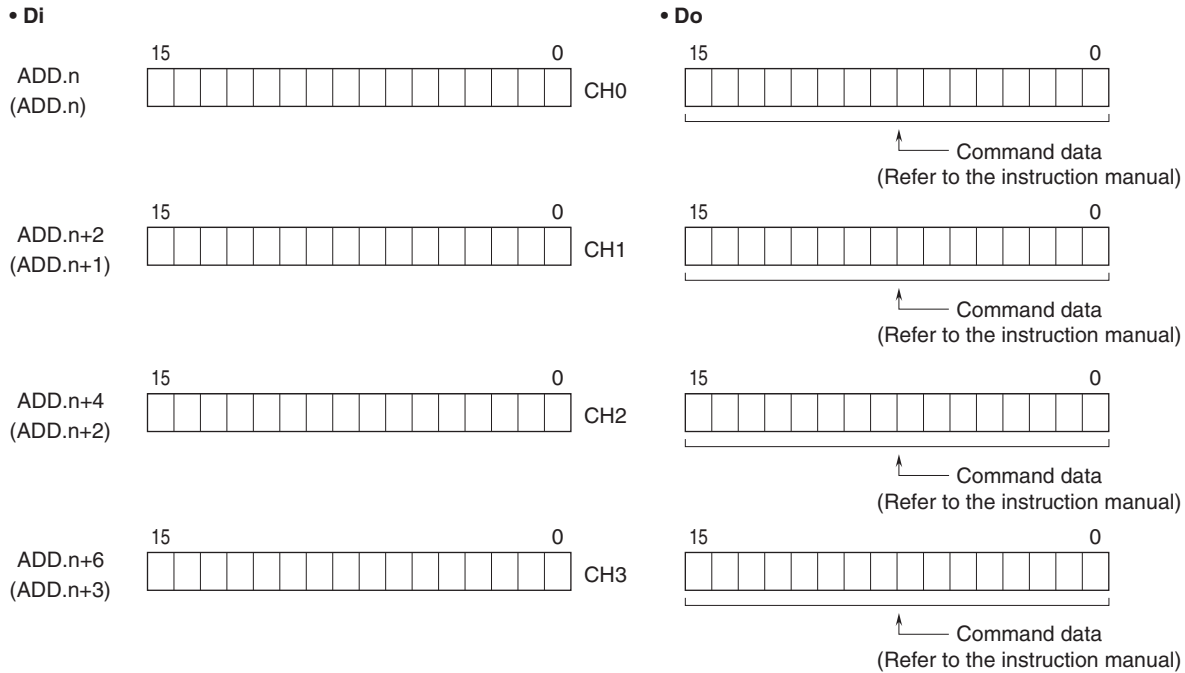 • Di
• Do
15 0
15 0
ADD.n
(ADD.n)
CH0
Command data
(Refer to the instruction manual)
15 0
15 0
ADD.n+2
(ADD.n+1)
CH1
Command data
(Refer to the instruction manual)
15 0
15 0
ADD.n+4
(ADD.n+2)
CH2
Command data
(Refer to the instruction manual)
15 0
15 0
ADD.n+6
(ADD.n+3)
CH3
Command data
(Refer to the instruction manual)